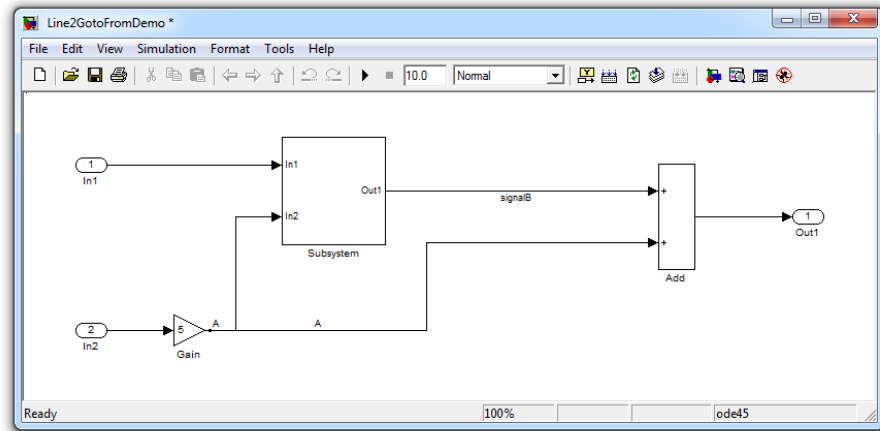 Line2GotoFromDemo *
File Edit View Simulation Format Tools Help
10.0 Normal
1
In1
In1
Out1
In2
Subsystem
signalB
+
+
Add
1
Out1
2
In2
5
Gain
A
A
Ready 100% ode45